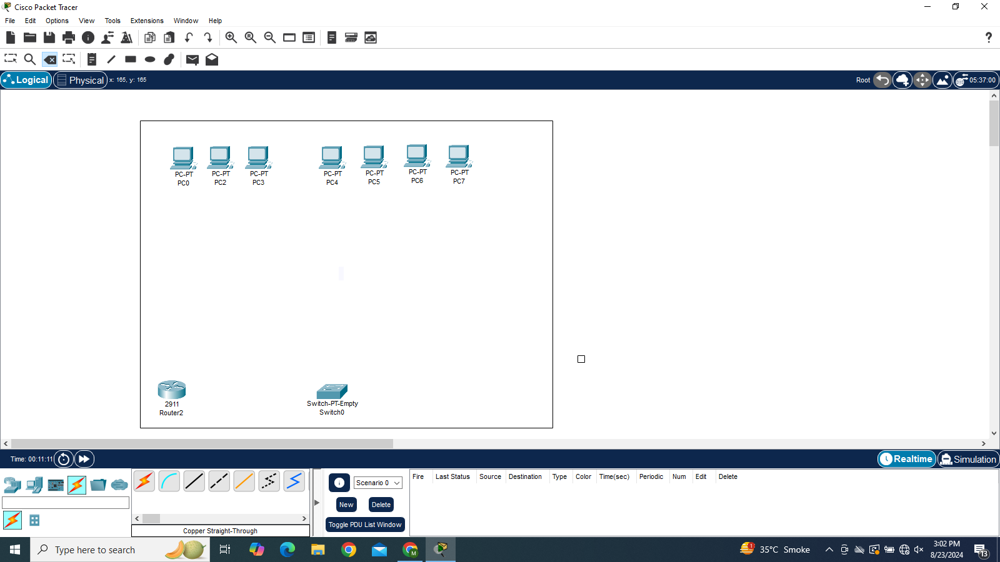 Cisco Packet Tracer
File Edit Options View Tools Extensions Window Help
Logical Physical x: 165, y: 165 Root 05:37:00
PC-PT PC-PT PC-PT PC-PT PC-PT PC-PT PC-PT
PC0 PC2 PC3 PC4 PC5 PC6 PC7
2911
Router2
Switch-PT-Empty
Switch0
Time: 00:11:11 Realtime Simulation
Scenario 0
New Delete
Toggle PDU List Window
Fire Last Status Source Destination Type Color Time(sec) Periodic Num Edit Delete
Copper Straight-Through
Type here to search
1
35°C Smoke
3:02 PM
8/23/2024
13